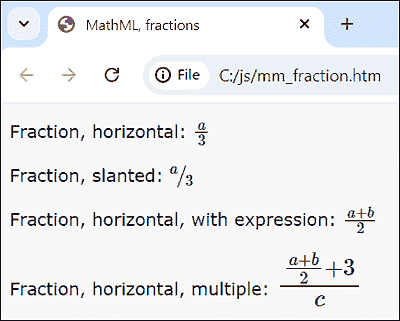 MathML, fractions
File C:/js/mm_fraction.htm
Fraction, horizontal: a/3
Fraction, slanted: a/3
Fraction, horizontal, with expression: a+b/2
Fraction, horizontal, multiple: a+b/2+3/c